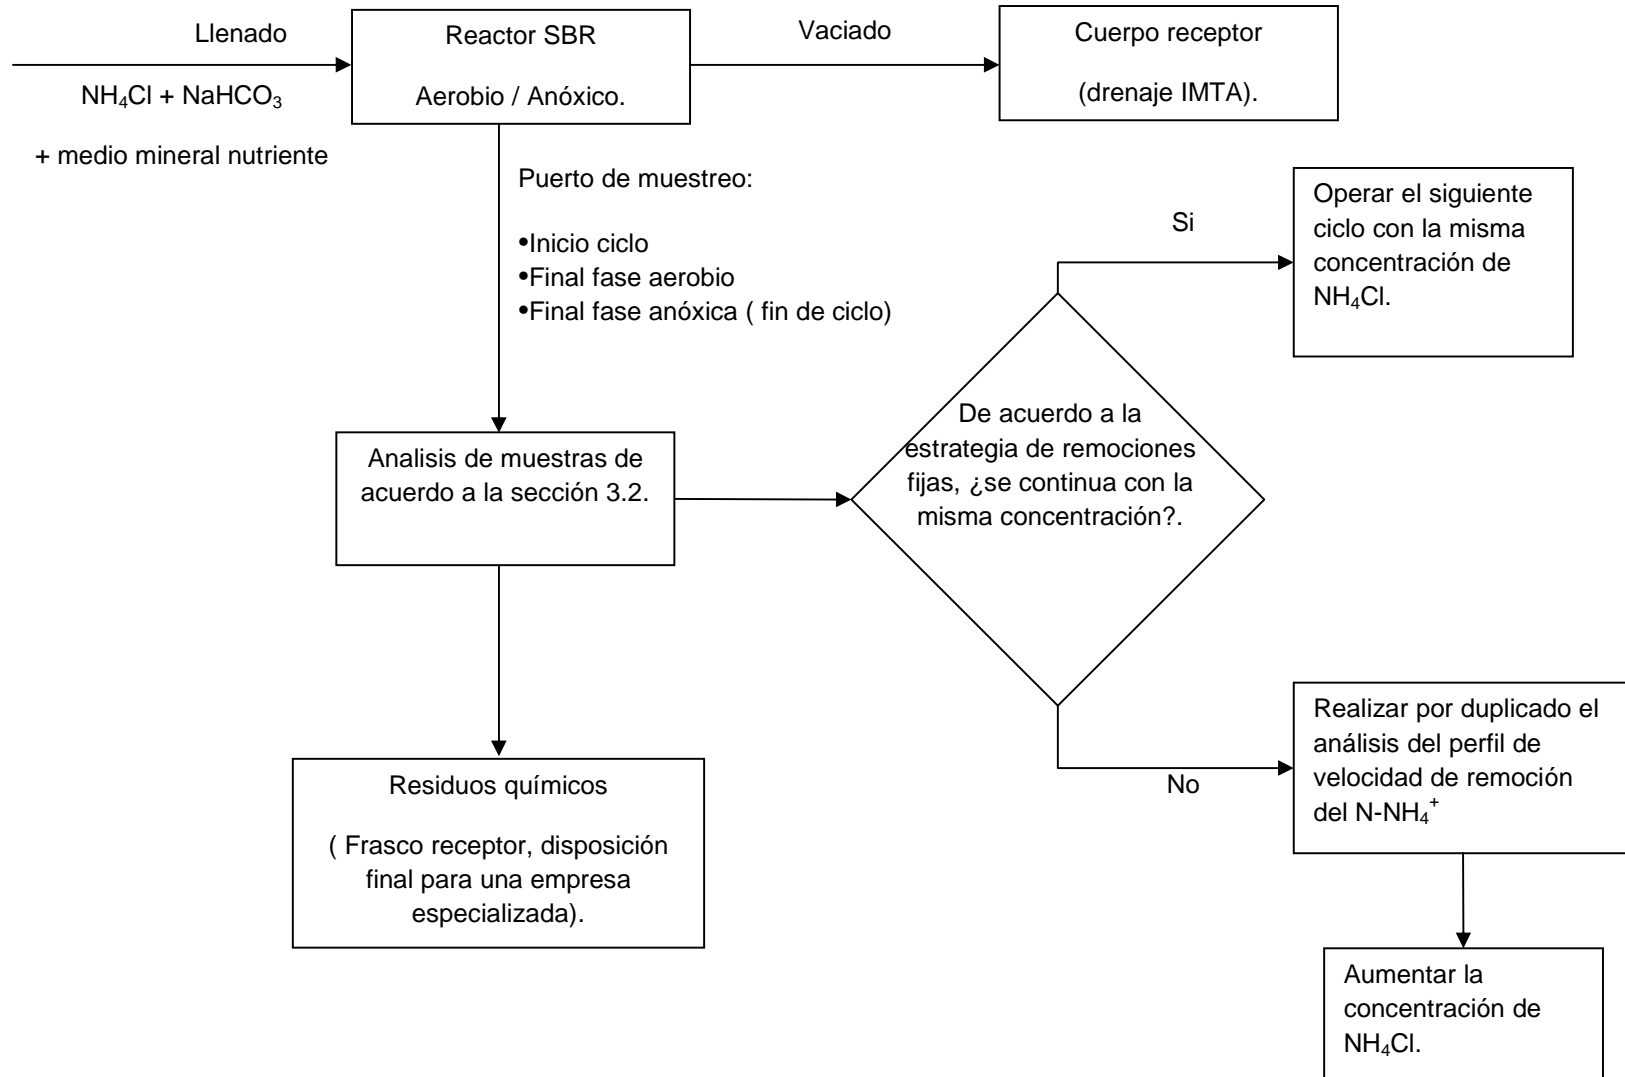 Llenado
NH₄Cl + NaHCO₃
+ medio mineral nutriente
Reactor SBR
Aerobio / Anóxico.
Vaciado
Cuerpo receptor
(drenaje IMTA).
Puerto de muestreo:
•Inicio ciclo
•Final fase aerobio
•Final fase anóxica ( fin de ciclo)
Si
Operar el siguiente
ciclo con la misma
concentración de
NH₄Cl.
Analisis de muestras de
acuerdo a la sección 3.2.
De acuerdo a la
estrategia de remociones
fijas, ¿se continua con la
misma concentración?.
No
Realizar por duplicado el
análisis del perfil de
velocidad de remoción
del N-NH₄⁺
Residuos químicos
( Frasco receptor, disposición
final para una empresa
especializada).
Aumentar la
concentración de
NH₄Cl.